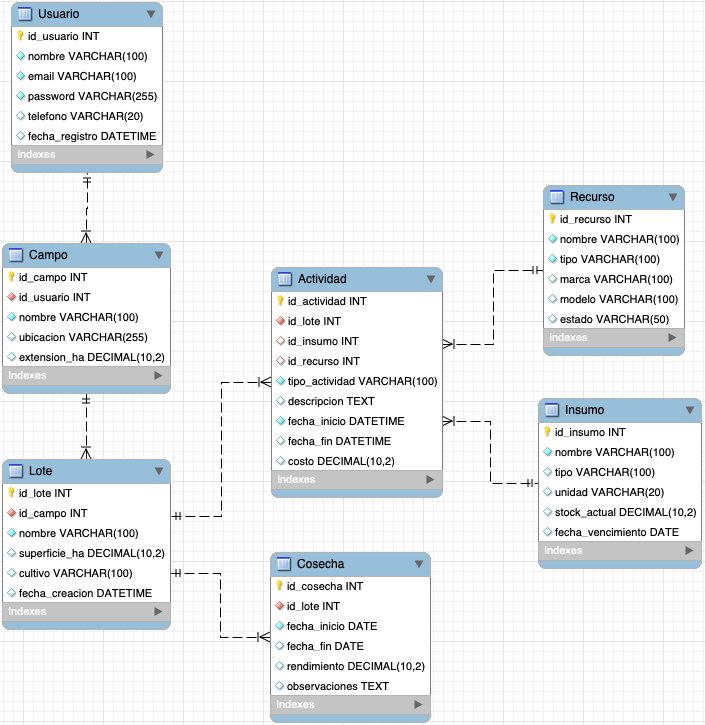 Usuario
id_usuario INT
nombre VARCHAR(100)
email VARCHAR(100)
password VARCHAR(255)
telefono VARCHAR(20)
fecha_registro DATETIME
Indexes
Campo
id_campo INT
id_usuario INT
nombre VARCHAR(100)
ubicacion VARCHAR(255)
extension_ha DECIMAL(10,2)
Indexes
Lote
id_lote INT
id_campo INT
nombre VARCHAR(100)
superficie_ha DECIMAL(10,2)
cultivo VARCHAR(100)
fecha_creacion DATETIME
Indexes
Actividad
id_actividad INT
id_lote INT
id_insumo INT
id_recurso INT
tipo_actividad VARCHAR(100)
descripcion TEXT
fecha_inicio DATETIME
fecha_fin DATETIME
costo DECIMAL(10,2)
Indexes
Cosecha
id_cosecha INT
id_lote INT
fecha_inicio DATE
fecha_fin DATE
rendimiento DECIMAL(10,2)
observaciones TEXT
Indexes
Recurso
id_recurso INT
nombre VARCHAR(100)
tipo VARCHAR(100)
marca VARCHAR(100)
modelo VARCHAR(100)
estado VARCHAR(50)
Indexes
Insumo
id_insumo INT
nombre VARCHAR(100)
tipo VARCHAR(100)
unidad VARCHAR(20)
stock_actual DECIMAL(10,2)
fecha_vencimiento DATE
Indexes